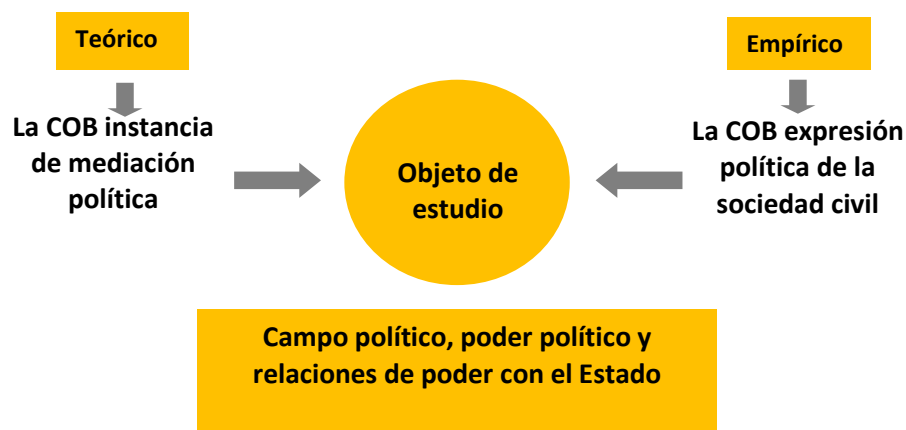 Teórico
Empírico
La COB instancia
de mediación
política
Objeto de
estudio
La COB expresión
política de la
sociedad civil
Campo político, poder político y
relaciones de poder con el Estado